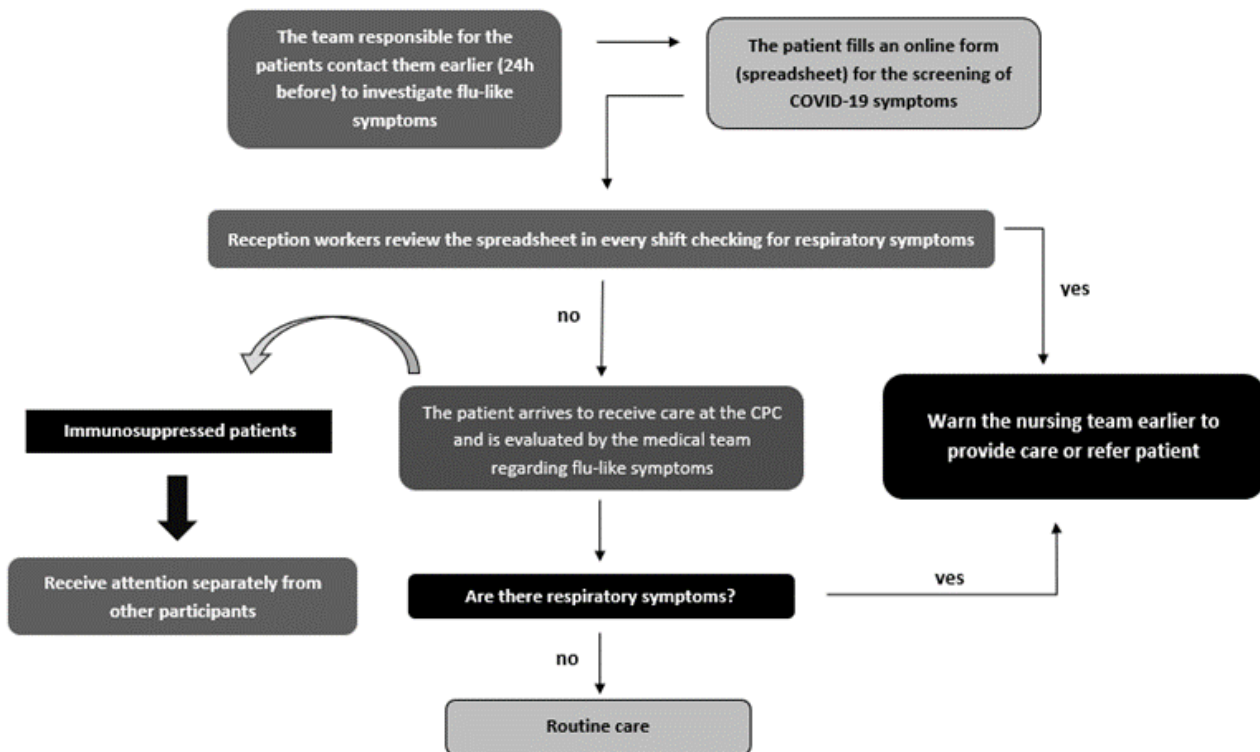 The team responsible for the
patients contact them earlier (24h
before) to investigate flu-like
symptoms
The patient fills an online form
(spreadsheet) for the screening of
COVID-19 symptoms
Reception workers review the spreadsheet in every shift checking for respiratory symptoms
yes
no
Immunosuppressed patients
The patient arrives to receive care at the CPC
and is evaluated by the medical team
regarding flu-like symptoms
Warn the nursing team earlier to
provide care or refer patient
Receive attention separately from
other participants
Are there respiratory symptoms?
yes
no
Routine care